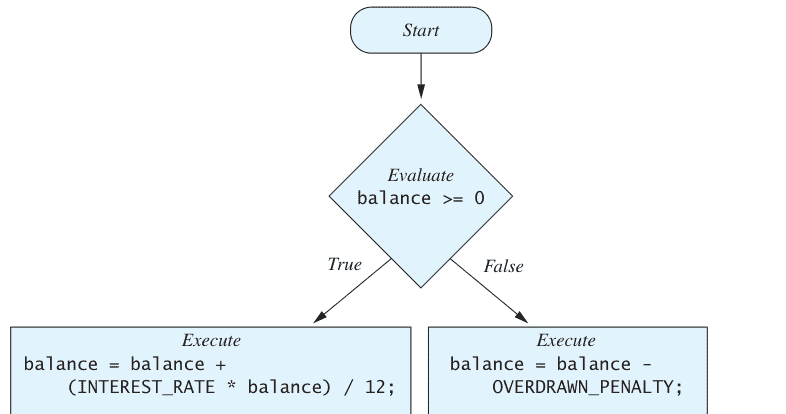 Start
Evaluate
balance >= 0
True
False
Execute
balance = balance +
(INTEREST_RATE * balance) / 12;
Execute
balance = balance -
OVERDRAWN_PENALTY;